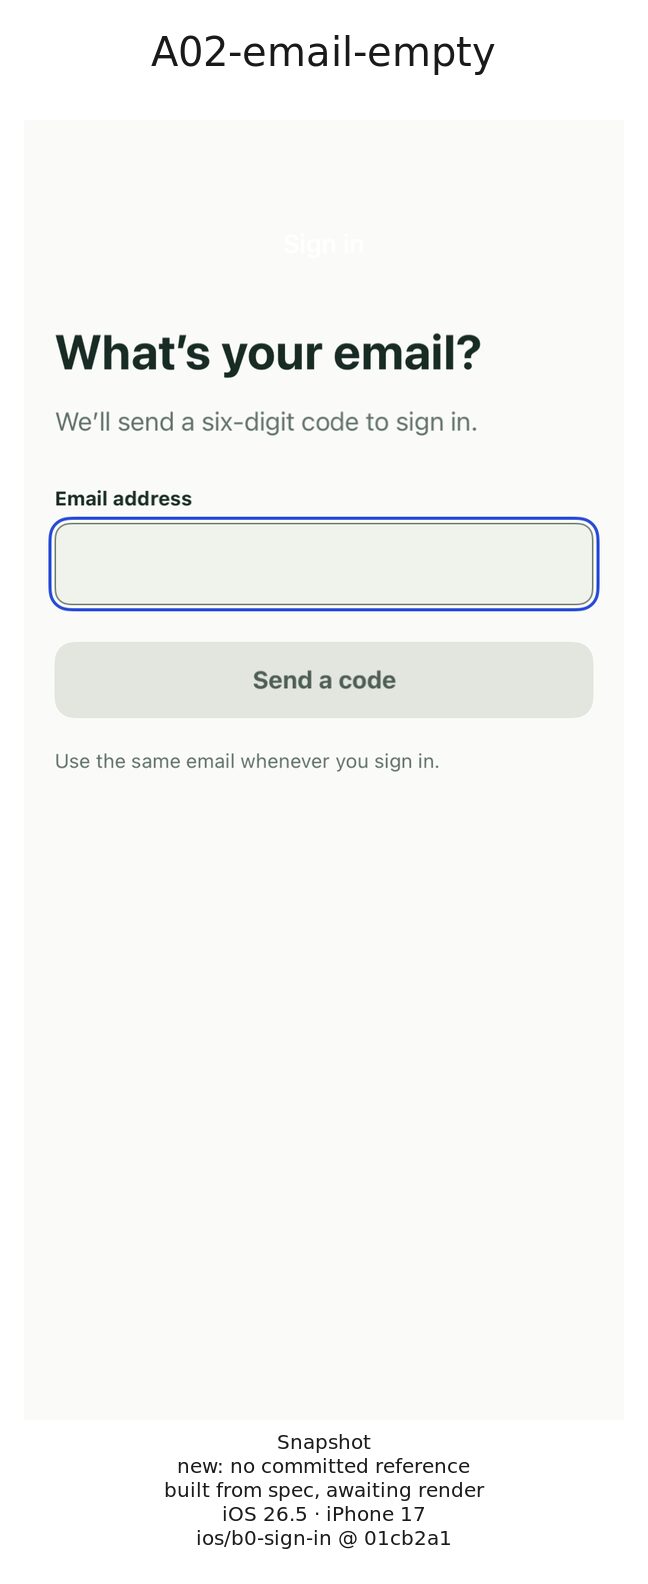 A02-email-empty
Sign in
What’s your email?
We’ll send a six-digit code to sign in.
Email address
Send a code
Use the same email whenever you sign in.
Snapshot
new: no committed reference
built from spec, awaiting render
iOS 26.5 · iPhone 17
ios/b0-sign-in @ 01cb2a1